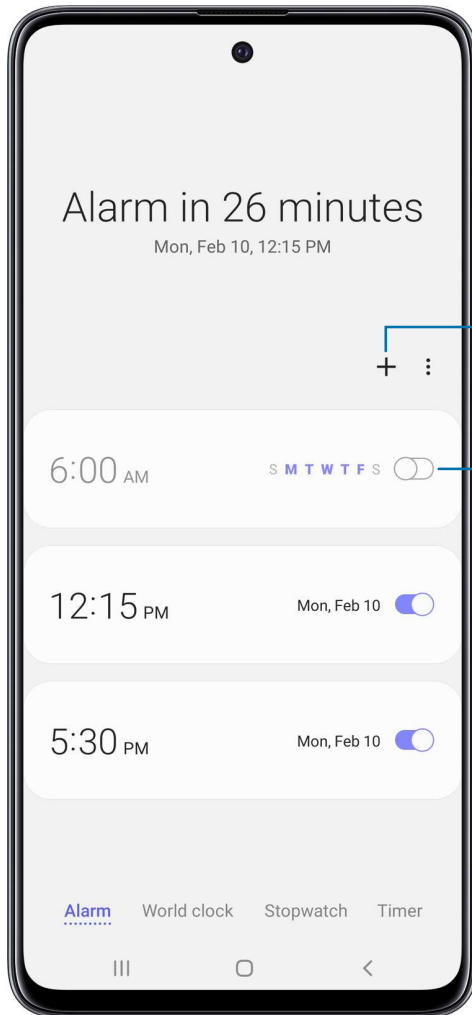 Alarm in 26 minutes
Mon, Feb 10, 12:15 PM
6:00 AM S M T W T F S
12:15 PM Mon, Feb 10
5:30 PM Mon, Feb 10
Alarm World clock Stopwatch Timer